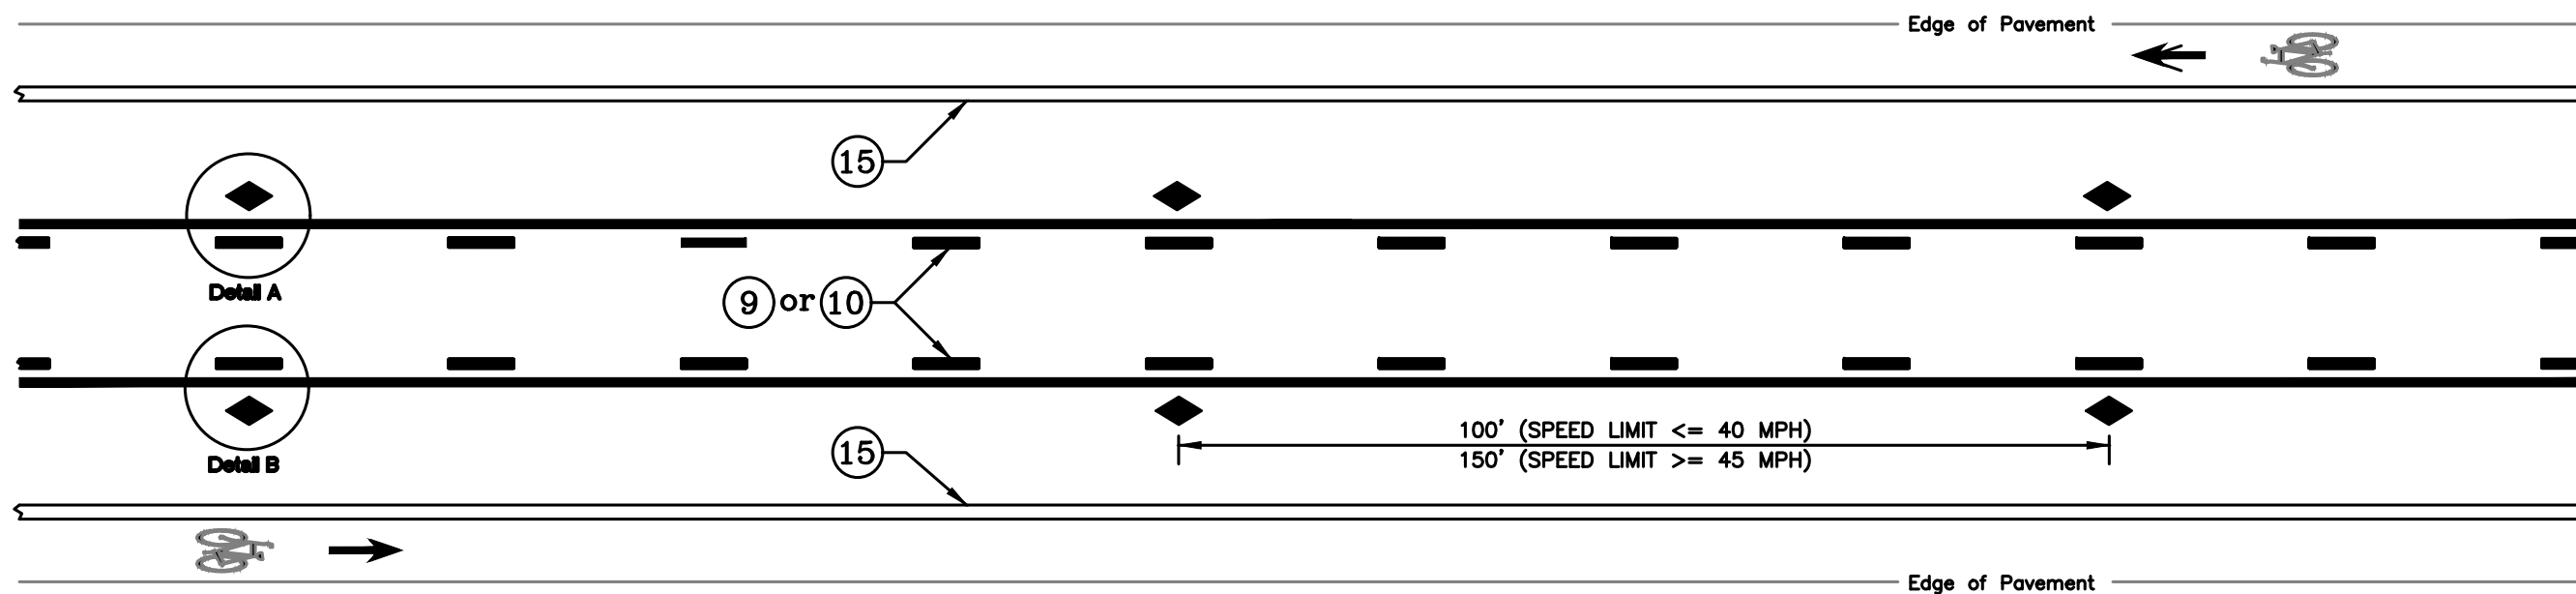 Edge of Pavement
15
Detail A
9 or 10
Detail B
100' (SPEED LIMIT <= 40 MPH)
150' (SPEED LIMIT >= 45 MPH)
15
Edge of Pavement